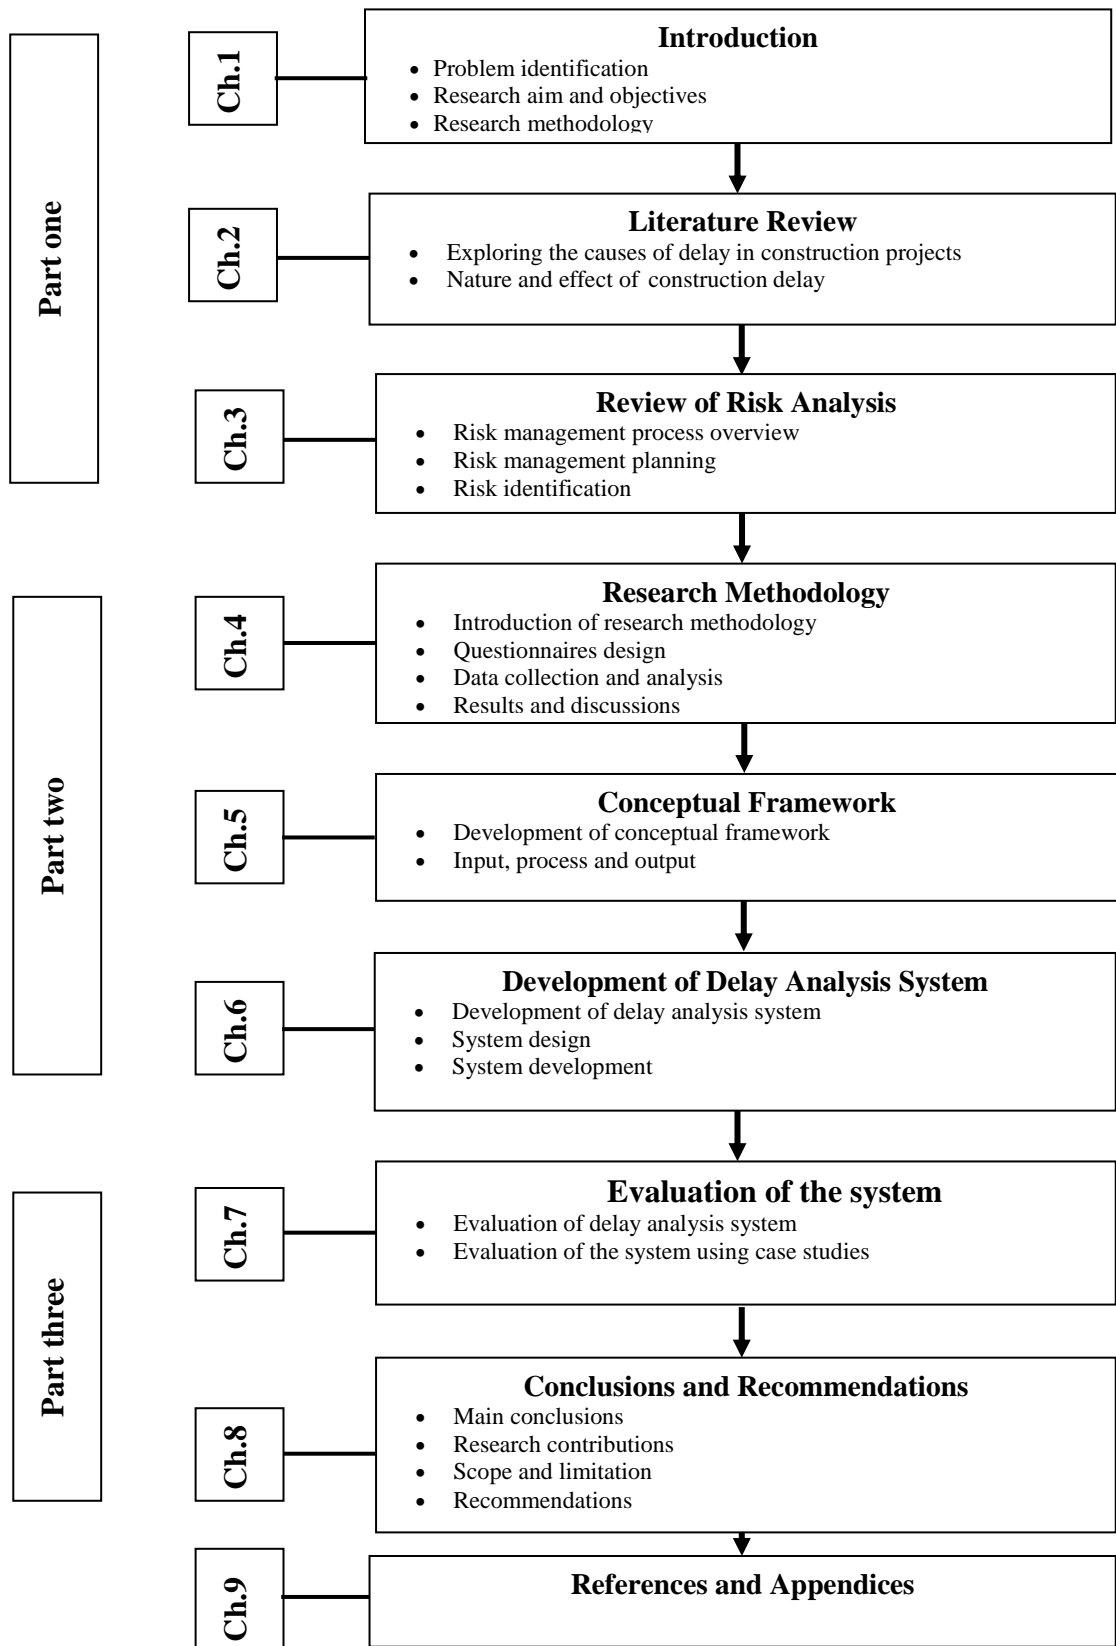 Part one
Ch.1
Introduction
• Problem identification
• Research aim and objectives
• Research methodology
Ch.2
Literature Review
• Exploring the causes of delay in construction projects
• Nature and effect of construction delay
Ch.3
Review of Risk Analysis
• Risk management process overview
• Risk management planning
• Risk identification
Part two
Ch.4
Research Methodology
• Introduction of research methodology
• Questionnaires design
• Data collection and analysis
• Results and discussions
Ch.5
Conceptual Framework
• Development of conceptual framework
• Input, process and output
Ch.6
Development of Delay Analysis System
• Development of delay analysis system
• System design
• System development
Part three
Ch.7
Evaluation of the system
• Evaluation of delay analysis system
• Evaluation of the system using case studies
Ch.8
Conclusions and Recommendations
• Main conclusions
• Research contributions
• Scope and limitation
• Recommendations
Ch.9
References and Appendices